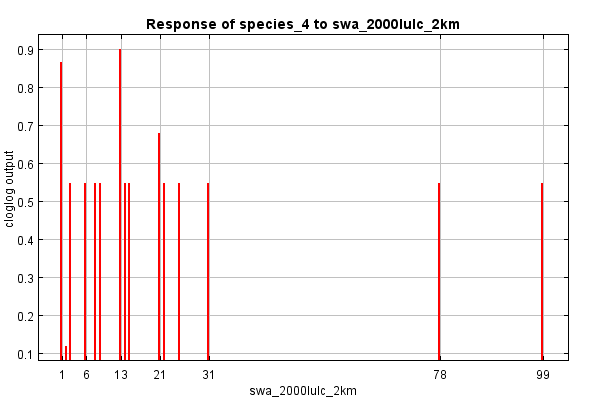 Response of species_4 to swa_2000lulc_2km
cloglog output
0.9
0.8
0.7
0.6
0.5
0.4
0.3
0.2
0.1
1 6 13 21 31 78 99
swa_2000lulc_2km